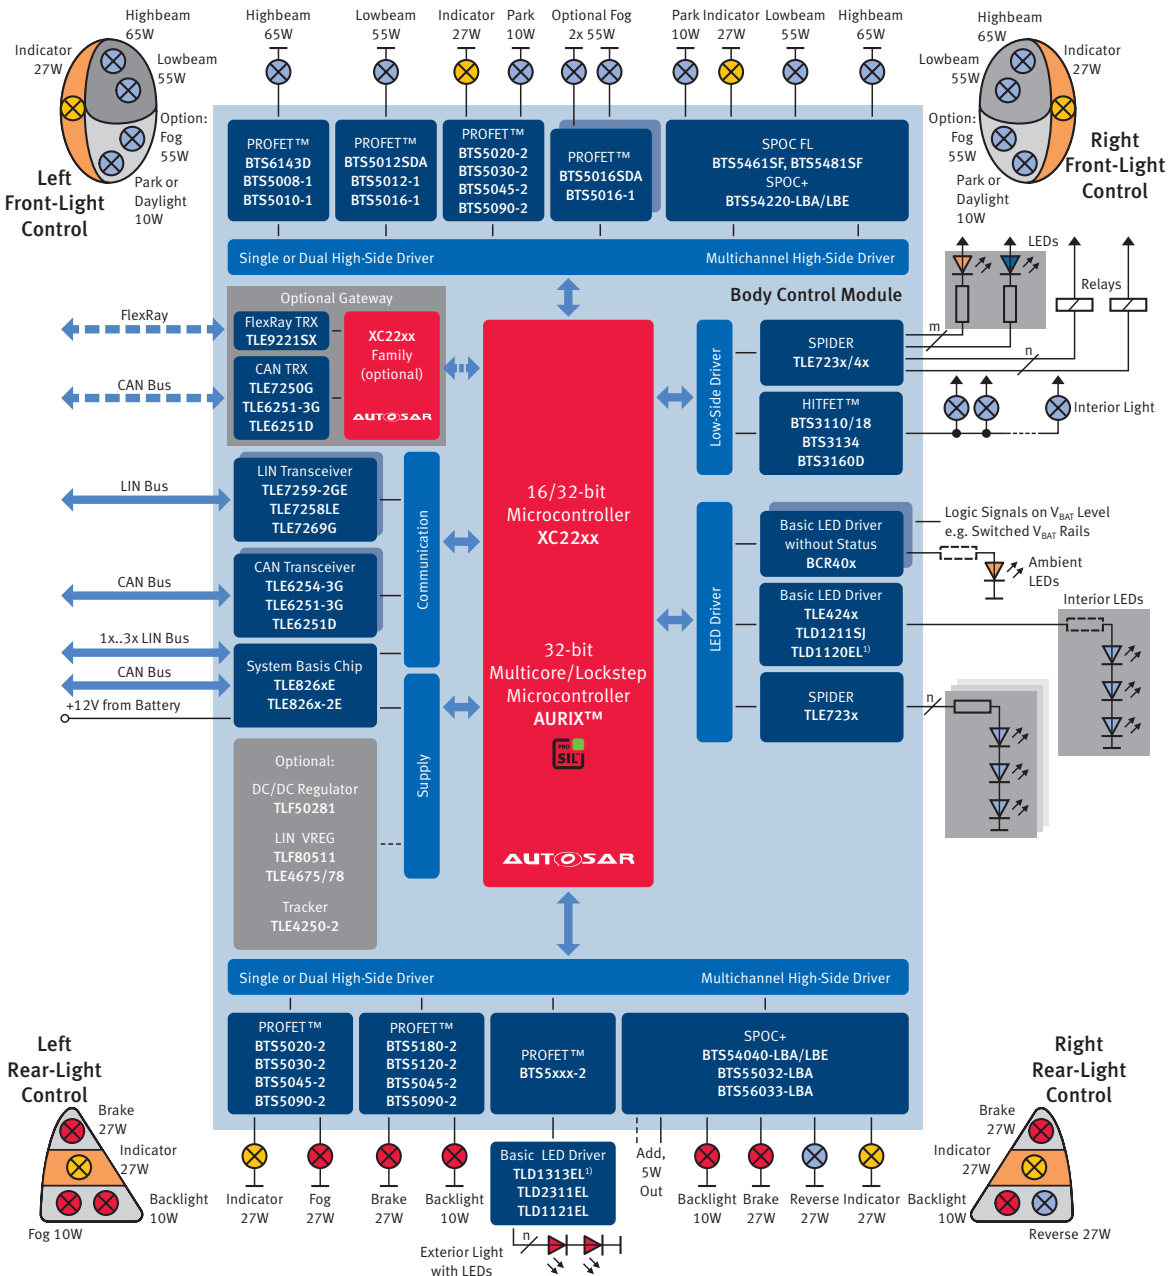 Highbeam
65W
Indicator
27W
Lowbeam
55W
Option:
Fog
55W
Park or
Daylight
10W
Left
Front-Light
Control
Highbeam
65W
Lowbeam
55W
Indicator
27W
Park
10W
Optional Fog
2x 55W
Park
10W
Indicator
27W
Lowbeam
55W
Highbeam
65W
Highbeam
65W
Indicator
27W
Lowbeam
55W
Option:
Fog
55W
Park or
Daylight
10W
Right
Front-Light
Control
PROFET™
BTS6143D
BTS5008-1
BTS5010-1
PROFET™
BTS5012SDA
BTS5012-1
BTS5016-1
PROFET™
BTS5020-2
BTS5030-2
BTS5045-2
BTS5090-2
PROFET™
BTS5016SDA
BTS5016-1
SPOC FL
BTS5461SF, BTS5481SF
SPOC+
BTS54220-LBA/LBE
Single or Dual High-Side Driver
Multichannel High-Side Driver
Body Control Module
Optional Gateway
FlexRay
FlexRay TRX
TLE9221SX
CAN Bus
CAN TRX
TLE7250G
TLE6251-3G
TLE6251D
XC22xx
Family
(optional)
AUTOSAR
LIN Bus
LIN Transceiver
TLE7259-2GE
TLE7258LE
TLE7269G
CAN Bus
CAN Transceiver
TLE6254-3G
TLE6251-3G
TLE6251D
Communication
1x..3x LIN Bus
CAN Bus
+12V from Battery
System Basis Chip
TLE826xE
TLE826x-2E
Supply
Optional:
DC/DC Regulator
TLF50281
LIN VREG
TLF80511
TLE4675/78
Tracker
TLE4250-2
16/32-bit
Microcontroller
XC22xx
32-bit
Multicore/Lockstep
Microcontroller
AURIX™
PRO
SIL
AUTOSAR
Low-Side Driver
SPIDER
TLE723x/4x
HITFET™
BTS3110/18
BTS3134
BTS3160D
m
n
LEDs
Relays
Interior Light
LED Driver
Basic LED Driver
without Status
BCR40x
Logic Signals on VBAT Level
e.g. Switched VBAT Rails
Ambient
LEDs
Basic LED Driver
TLE424x
TLD1211SJ
TLD1120EL1)
Interior LEDs
SPIDER
TLE723x
n
Single or Dual High-Side Driver
Multichannel High-Side Driver
PROFET™
BTS5020-2
BTS5030-2
BTS5045-2
BTS5090-2
PROFET™
BTS5180-2
BTS5120-2
BTS5045-2
BTS5090-2
PROFET™
BTS5xxx-2
SPOC+
BTS54040-LBA/LBE
BTS55032-LBA
BTS56033-LBA
Left
Rear-Light
Control
Brake
27W
Indicator
27W
Backlight
10W
Fog 10W
Indicator
27W
Fog
27W
Brake
27W
Backlight
10W
Basic LED Driver
TLD1313EL1)
TLD2311EL
TLD1121EL
n
Exterior Light
with LEDs
Add,
5W
Out
Backlight
10W
Brake
27W
Reverse
27W
Indicator
27W
Right
Rear-Light
Control
Brake
27W
Indicator
27W
Backlight
10W
Reverse 27W